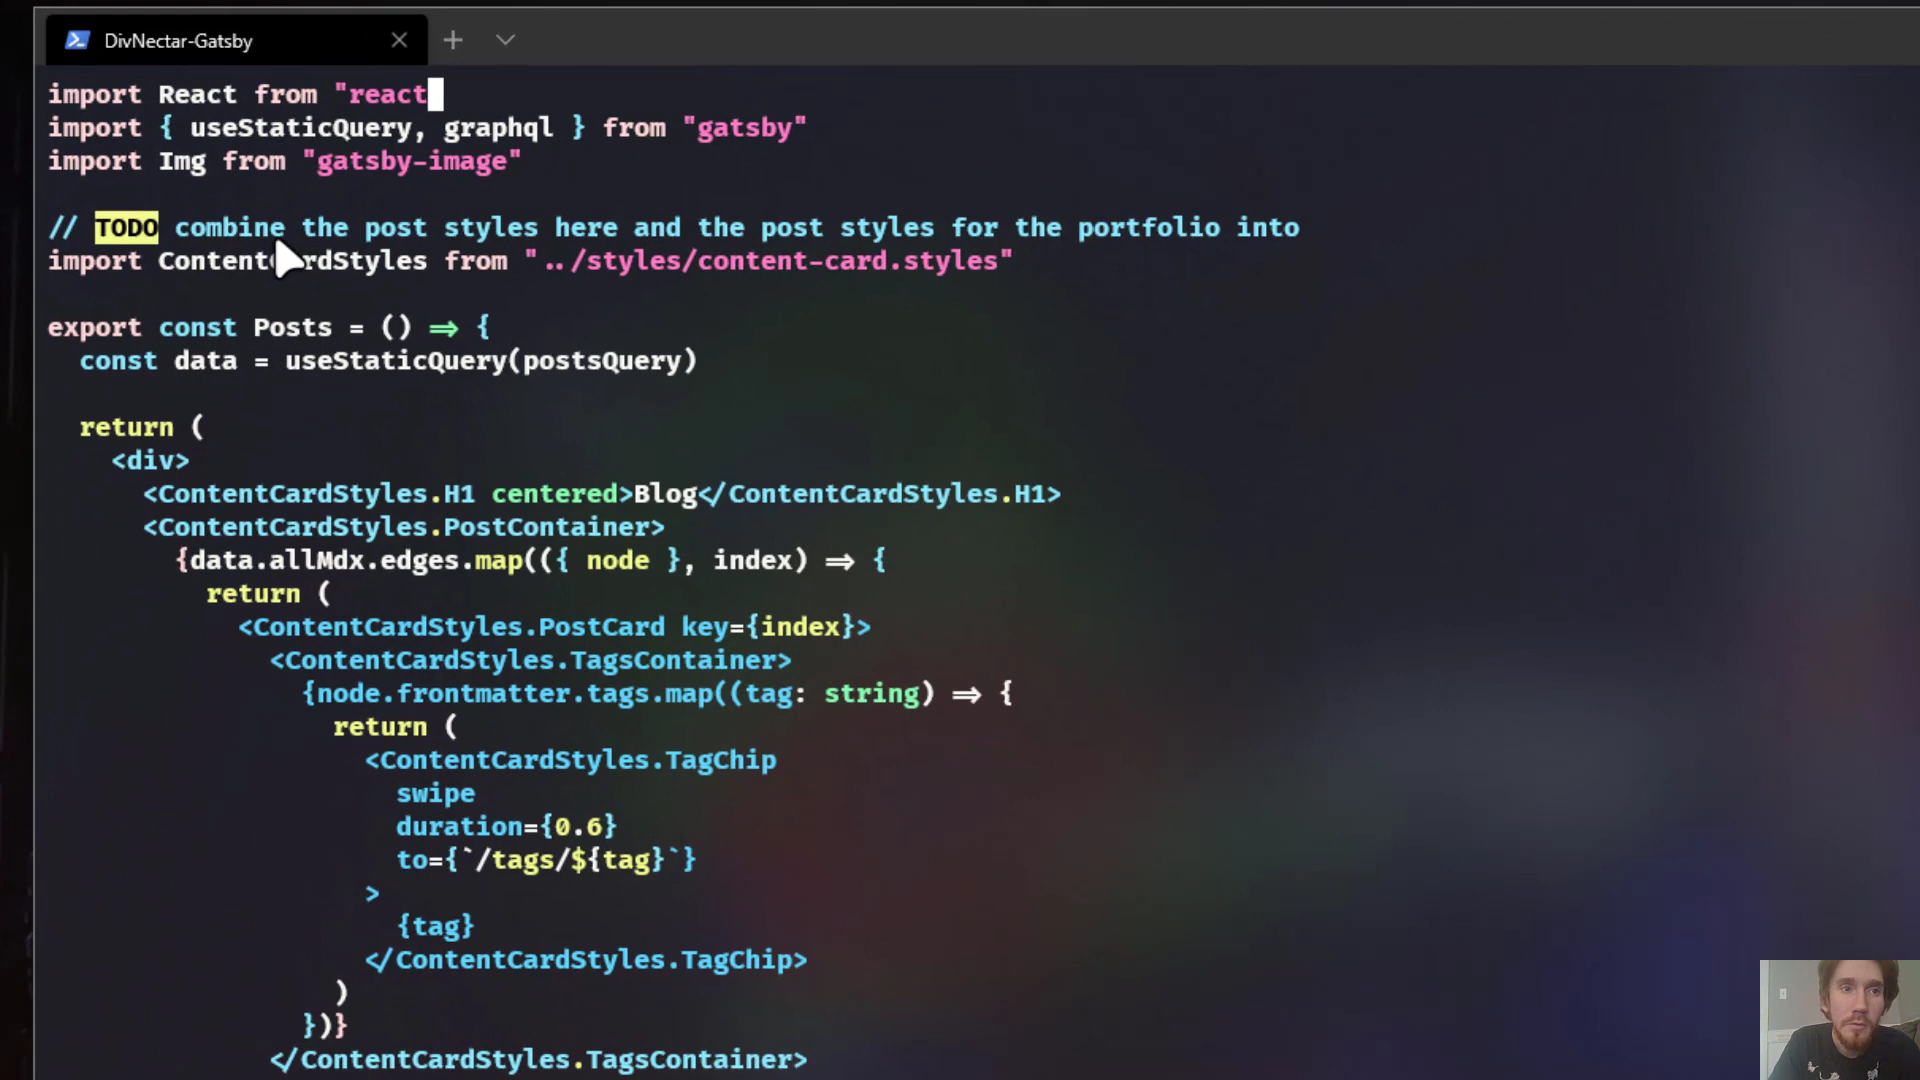 DivNectar-Gatsby
import React from "react
import { useStaticQuery, graphql } from "gatsby"
import Img from "gatsby-image"
// TODO combine the post styles here and the post styles for the portfolio into
import ContentCardStyles from "../styles/content-card.styles"
export const Posts = () => {
const data = useStaticQuery(postsQuery)
return (
<div>
<ContentCardStyles.H1 centered>Blog</ContentCardStyles.H1>
<ContentCardStyles.PostContainer>
{data.allMdx.edges.map(({ node }, index) => {
return (
<ContentCardStyles.PostCard key={index}>
<ContentCardStyles.TagsContainer>
{node.frontmatter.tags.map((tag: string) => {
return (
<ContentCardStyles.TagChip
swipe
duration={0.6}
to={`/tags/${tag}`}
>
{tag}
</ContentCardStyles.TagChip>
)
})}
</ContentCardStyles.TagsContainer>